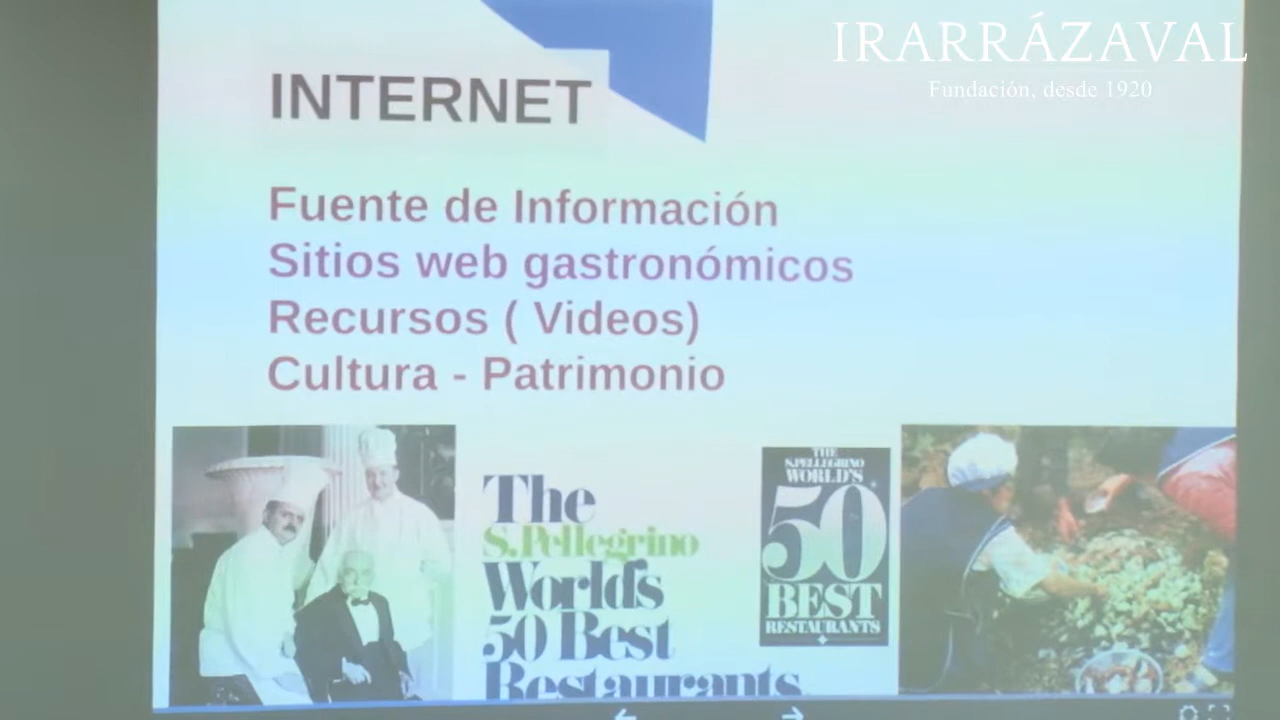 IRARRÁZAVAL
Fundación, desde 1920
INTERNET
Fuente de Información
Sitios web gastronómicos
Recursos ( Videos)
Cultura - Patrimonio
The
S.Pellegrino
World's
50 Best
Restaurants
THE
S.PELLEGRINO
WORLD'S
50
BEST
RESTAURANTS